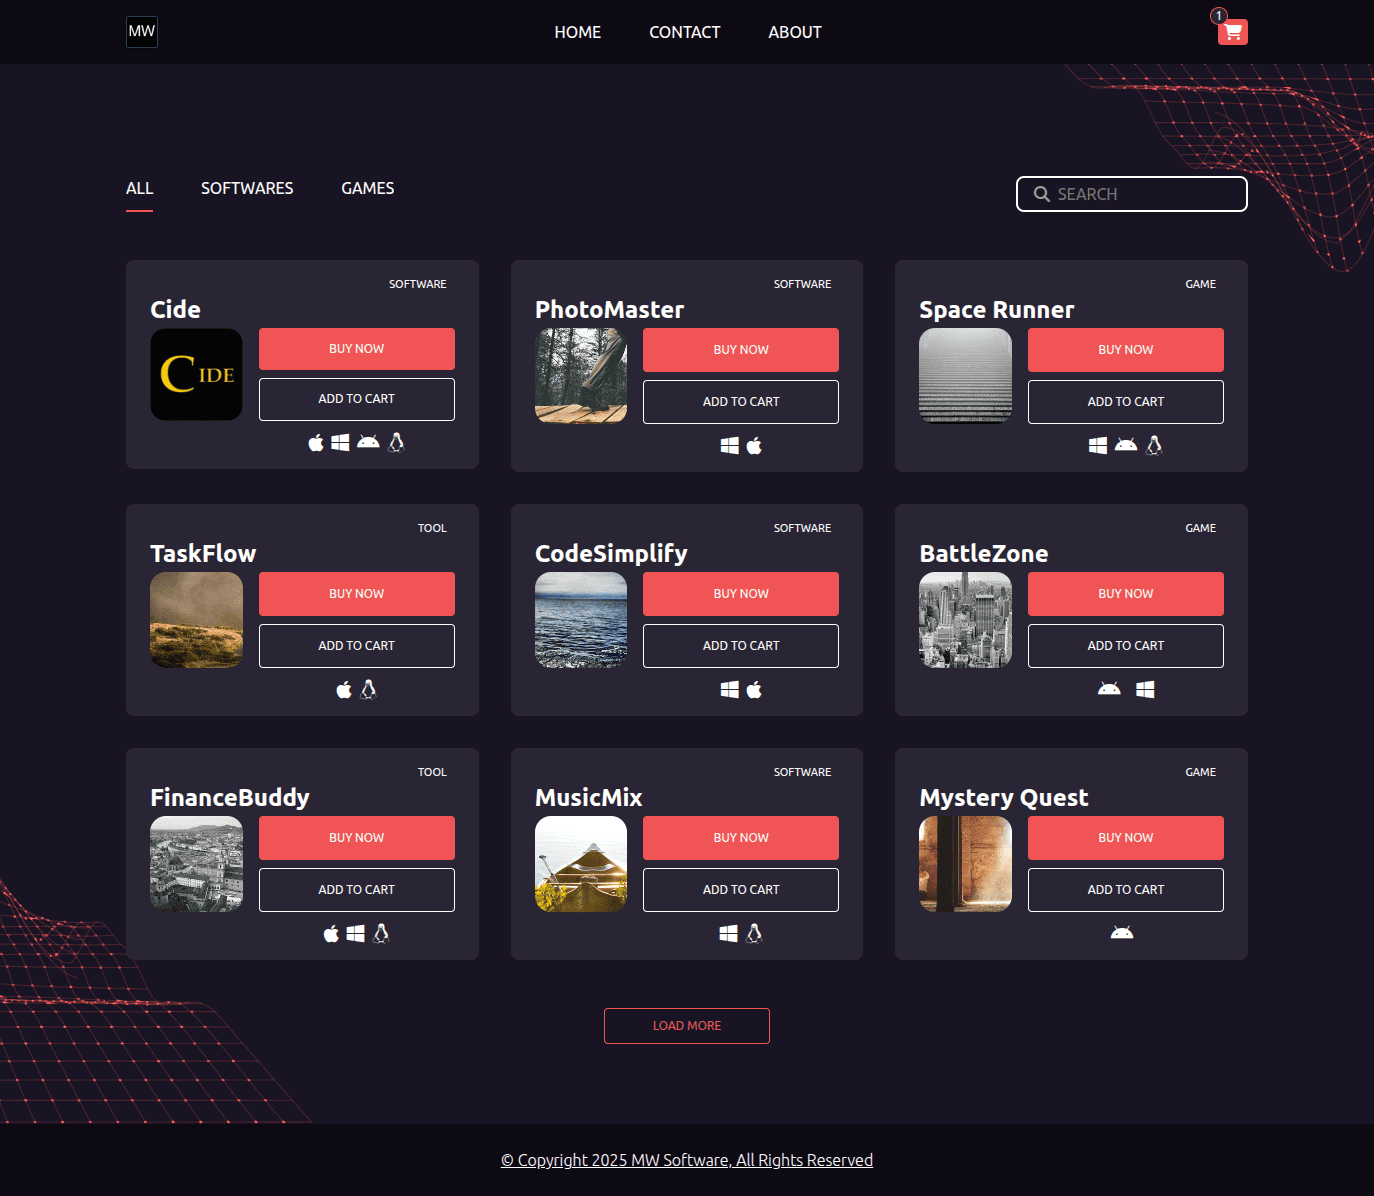 MW
HOME CONTACT ABOUT
1
ALL SOFTWARES GAMES
SEARCH
SOFTWARE
Cide
CIDE
BUY NOW
ADD TO CART
SOFTWARE
PhotoMaster
BUY NOW
ADD TO CART
GAME
Space Runner
BUY NOW
ADD TO CART
TOOL
TaskFlow
BUY NOW
ADD TO CART
SOFTWARE
CodeSimplify
BUY NOW
ADD TO CART
GAME
BattleZone
BUY NOW
ADD TO CART
TOOL
FinanceBuddy
BUY NOW
ADD TO CART
SOFTWARE
MusicMix
BUY NOW
ADD TO CART
GAME
Mystery Quest
BUY NOW
ADD TO CART
LOAD MORE
© Copyright 2025 MW Software, All Rights Reserved